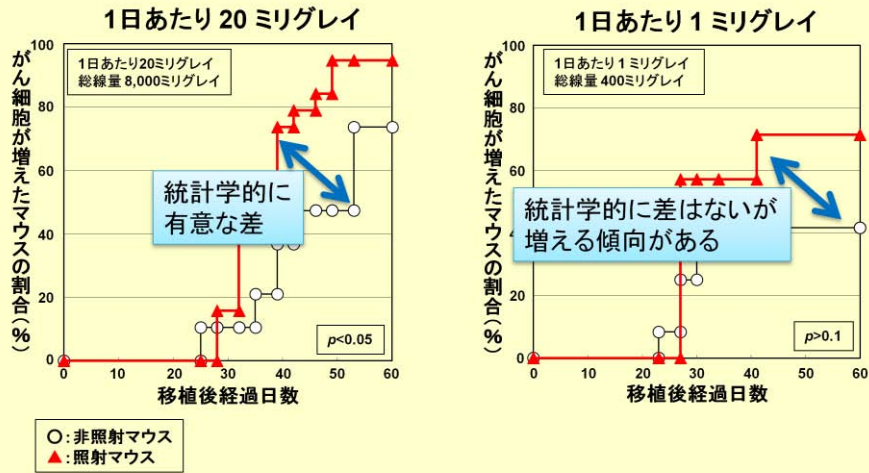 1日あたり 20 ミリグレイ
がん細胞が増えたマウスの割合(%)
100
80
60
40
20
0
1日あたり20ミリグレイ
総線量 8,000ミリグレイ
統計学的に
有意な差
p<0.05
0
10
20
30
40
50
60
移植後経過日数
○:非照射マウス
▲:照射マウス
1日あたり 1 ミリグレイ
がん細胞が増えたマウスの割合(%)
100
80
60
20
0
1日あたり 1 ミリグレイ
総線量 400ミリグレイ
統計学的に差はないが
増える傾向がある
p>0.1
0
10
20
30
40
50
60
移植後経過日数